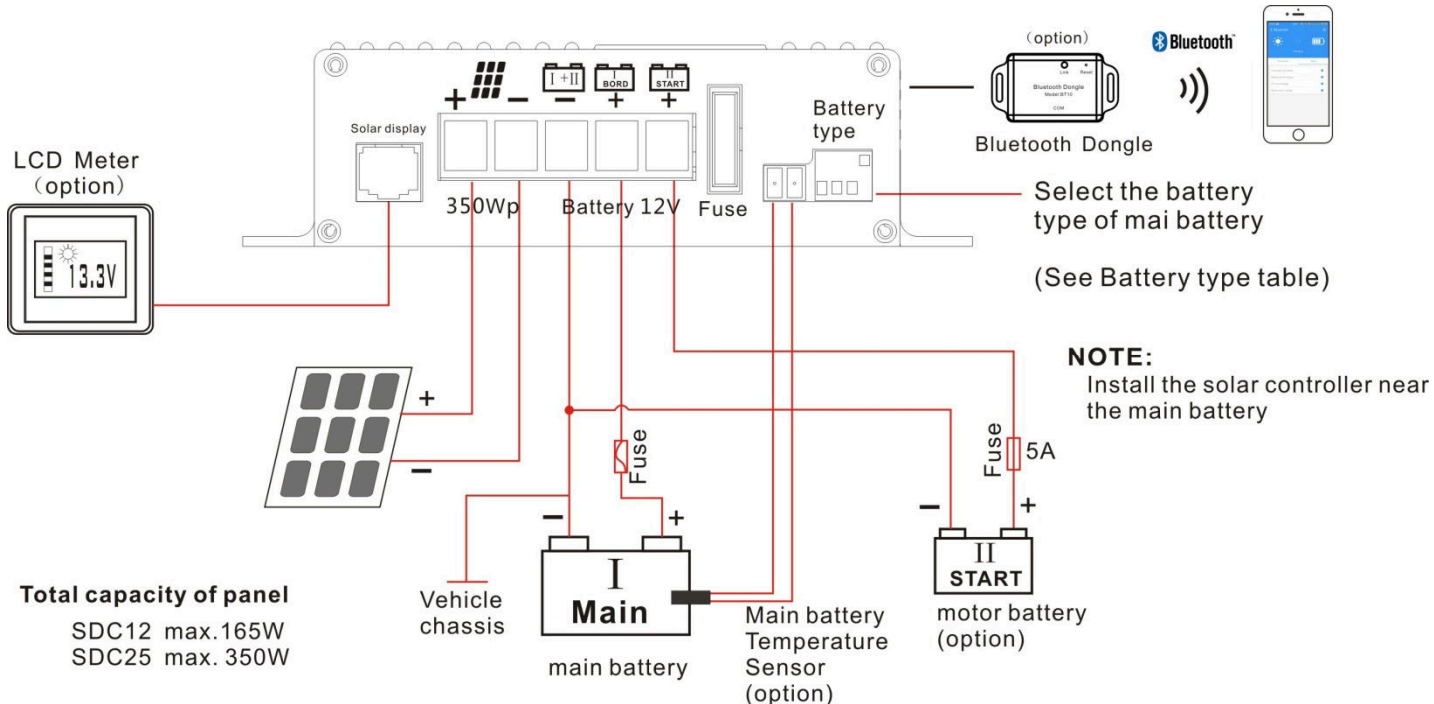 LCD Meter
（option）
13.3V
Solar display
+
−
I +II
−
I
BORD
+
II
START
+
350Wp
Battery 12V
Fuse
Battery
type
（option）
Link
Reset
Bluetooth Dongle
Model:BT10
COM
Bluetooth Dongle
Bluetooth™
Select the battery
type of mai battery
(See Battery type table)
NOTE:
Install the solar controller near
the main battery
+
−
Fuse
Fuse
5A
−
+
I
Main
main battery
−
+
II
START
motor battery
(option)
Vehicle
chassis
Main battery
Temperature
Sensor
(option)
Total capacity of panel
SDC12 max.165W
SDC25 max. 350W